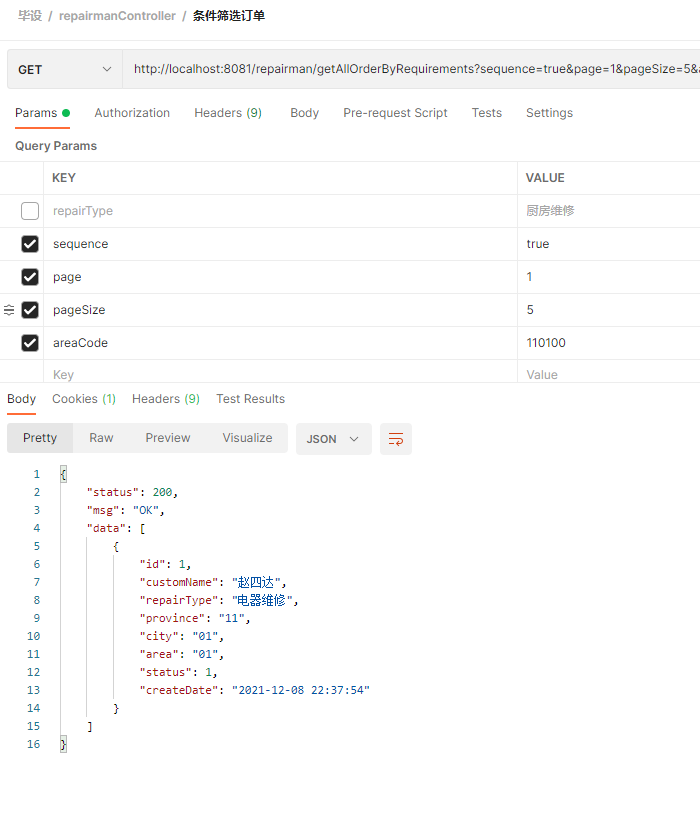 毕设 / repairmanController / 条件筛选订单
GET http://localhost:8081/repairman/getAllOrderByRequirements?sequence=true&page=1&pageSize=5&
Params Authorization Headers (9) Body Pre-request Script Tests Settings
Query Params
KEY VALUE
repairType 厨房维修
sequence true
page 1
pageSize 5
areaCode 110100
Key Value
Body Cookies (1) Headers (9) Test Results
Pretty Raw Preview Visualize JSON
1 {
2 "status": 200,
3 "msg": "OK",
4 "data": [
5 {
6 "id": 1,
7 "customName": "赵四达",
8 "repairType": "电器维修",
9 "province": "11",
10 "city": "01",
11 "area": "01",
12 "status": 1,
13 "createDate": "2021-12-08 22:37:54"
14 }
15 ]
16 }